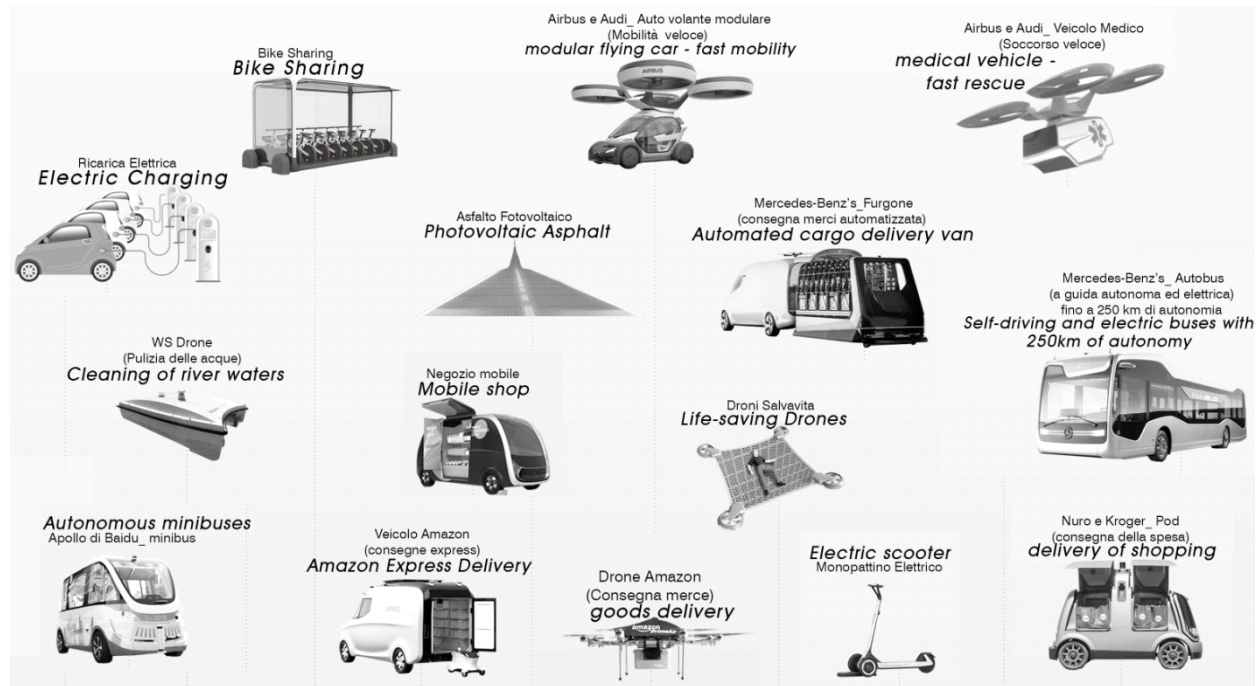 Airbus e Audi_ Auto volante modulare
(Mobilità veloce)
modular flying car - fast mobility
AIRBUS
Airbus e Audi_ Veicolo Medico
(Soccorso veloce)
medical vehicle -
fast rescue
Bike Sharing
Bike Sharing
Ricarica Elettrica
Electric Charging
Asfalto Fotovoltaico
Photovoltaic Asphalt
Mercedes-Benz's_Furgone
(consegna merci automatizzata)
Automated cargo delivery van
Mercedes-Benz's_ Autobus
(a guida autonoma ed elettrica)
fino a 250 km di autonomia
Self-driving and electric buses with
250km of autonomy
WS Drone
(Pulizia delle acque)
Cleaning of river waters
Negozio mobile
Mobile shop
Droni Salvavita
Life-saving Drones
Autonomous minibuses
Apollo di Baidu_ minibus
Veicolo Amazon
(consegne express)
Amazon Express Delivery
Drone Amazon
(Consegna merce)
goods delivery
amazon
PrimeAir
Electric scooter
Monopattino Elettrico
Nuro e Kroger_ Pod
(consegna della spesa)
delivery of shopping